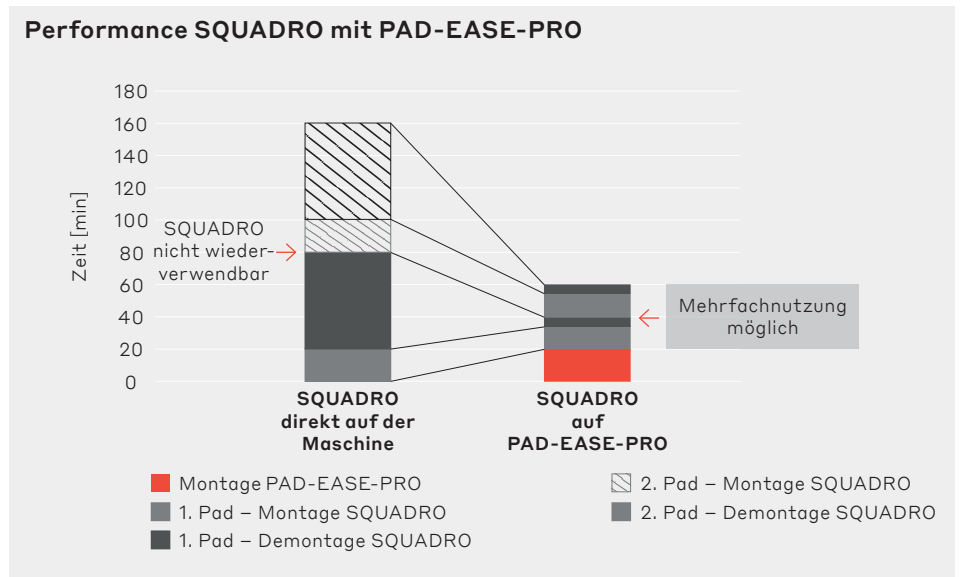 Performance SQUADRO mit PAD-EASE-PRO
180
160
140
120
100
80
60
40
20
0
Zeit [min]
SQUADRO
nicht wieder-
verwendbar
Mehrfachnutzung
möglich
SQUADRO
direkt auf der
Maschine
SQUADRO
auf
PAD-EASE-PRO
Montage PAD-EASE-PRO
1. Pad – Montage SQUADRO
1. Pad – Demontage SQUADRO
2. Pad – Montage SQUADRO
2. Pad – Demontage SQUADRO